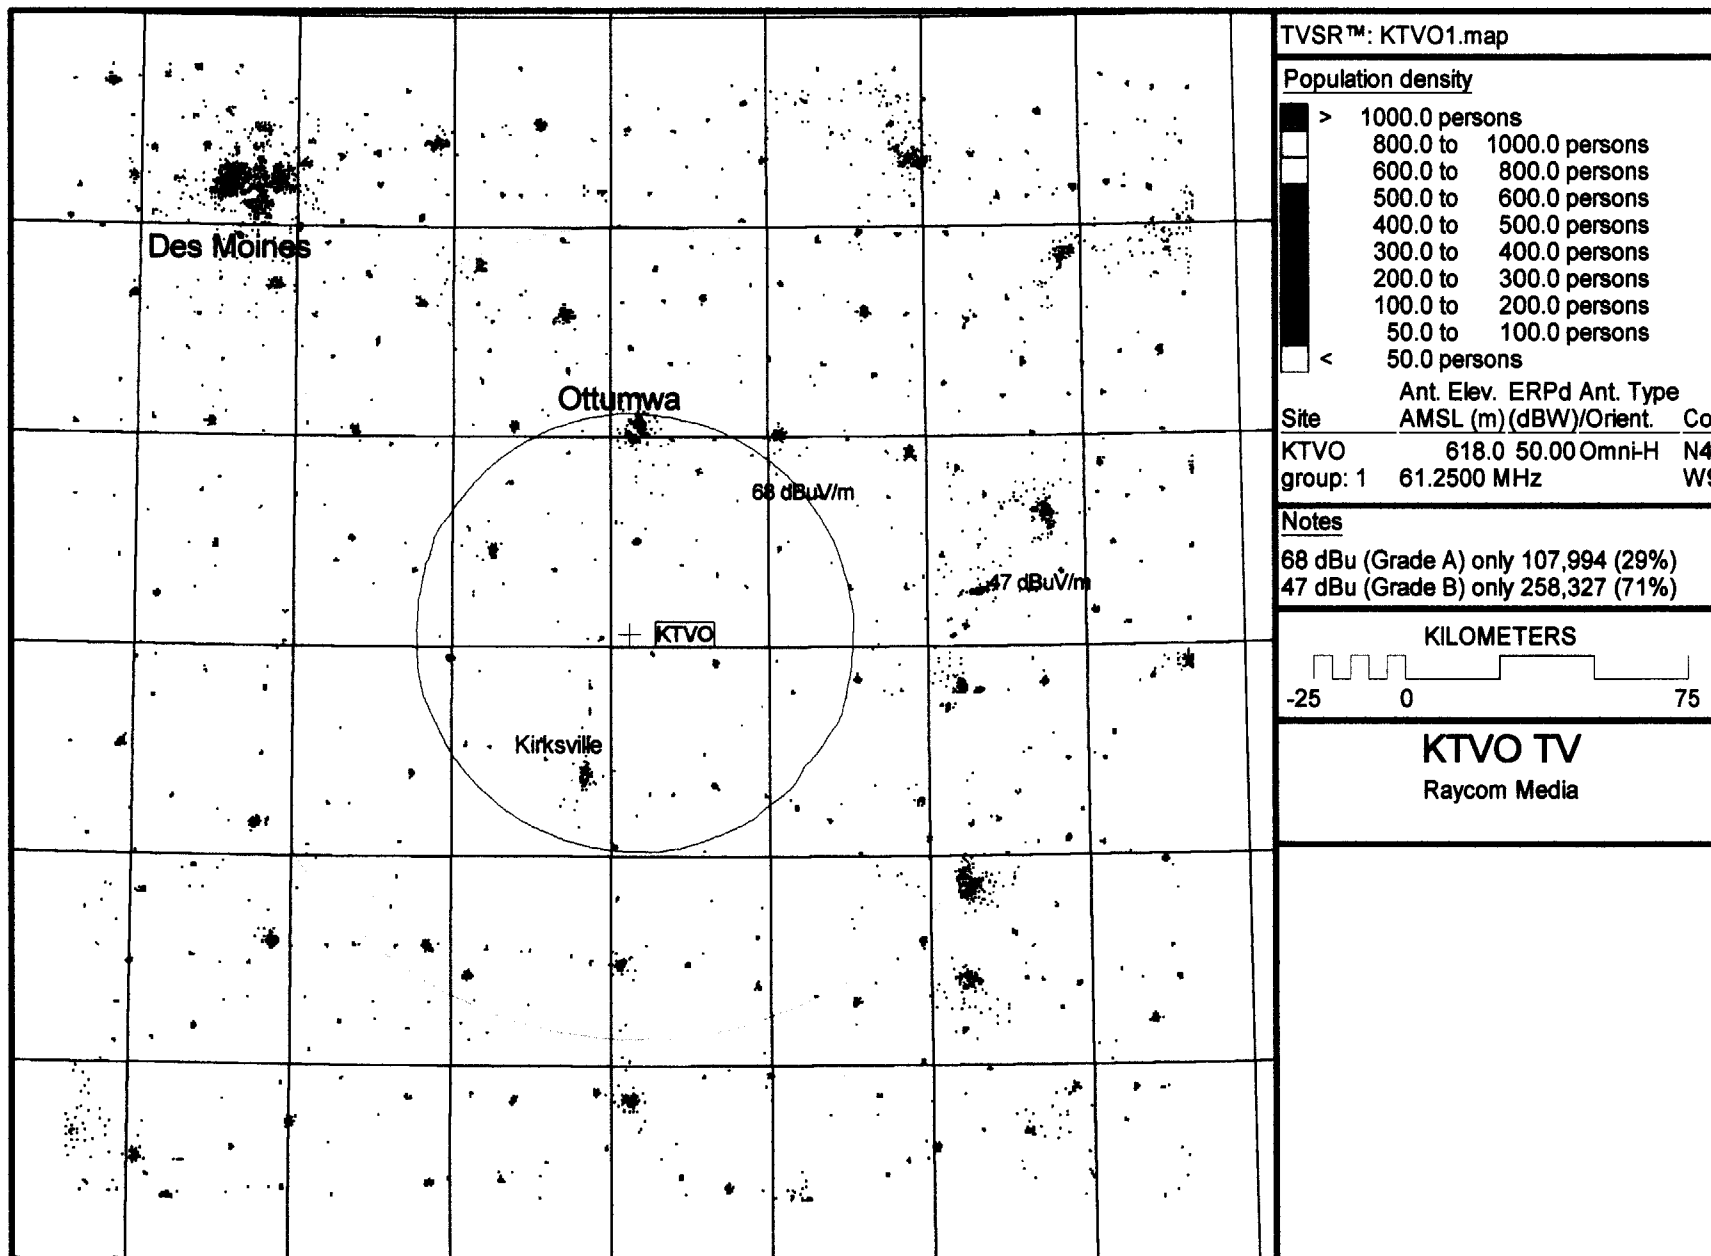 Des Moines
Ottumwa
68 dBuV/m
47 dBuV/m
KTVO
Kirksville
TVSR™: KTVO1.map
Population density
> 1000.0 persons
800.0 to 1000.0 persons
600.0 to 800.0 persons
500.0 to 600.0 persons
400.0 to 500.0 persons
300.0 to 400.0 persons
200.0 to 300.0 persons
100.0 to 200.0 persons
50.0 to 100.0 persons
< 50.0 persons
Ant. Elev. ERPd Ant. Type
Site AMSL (m) (dBW)/Orient. Co
KTVO 618.0 50.00 Omni-H N4
group: 1 61.2500 MHz W9
Notes
68 dBu (Grade A) only 107,994 (29%)
47 dBu (Grade B) only 258,327 (71%)
KILOMETERS
-25 0 75
KTVO TV
Raycom Media